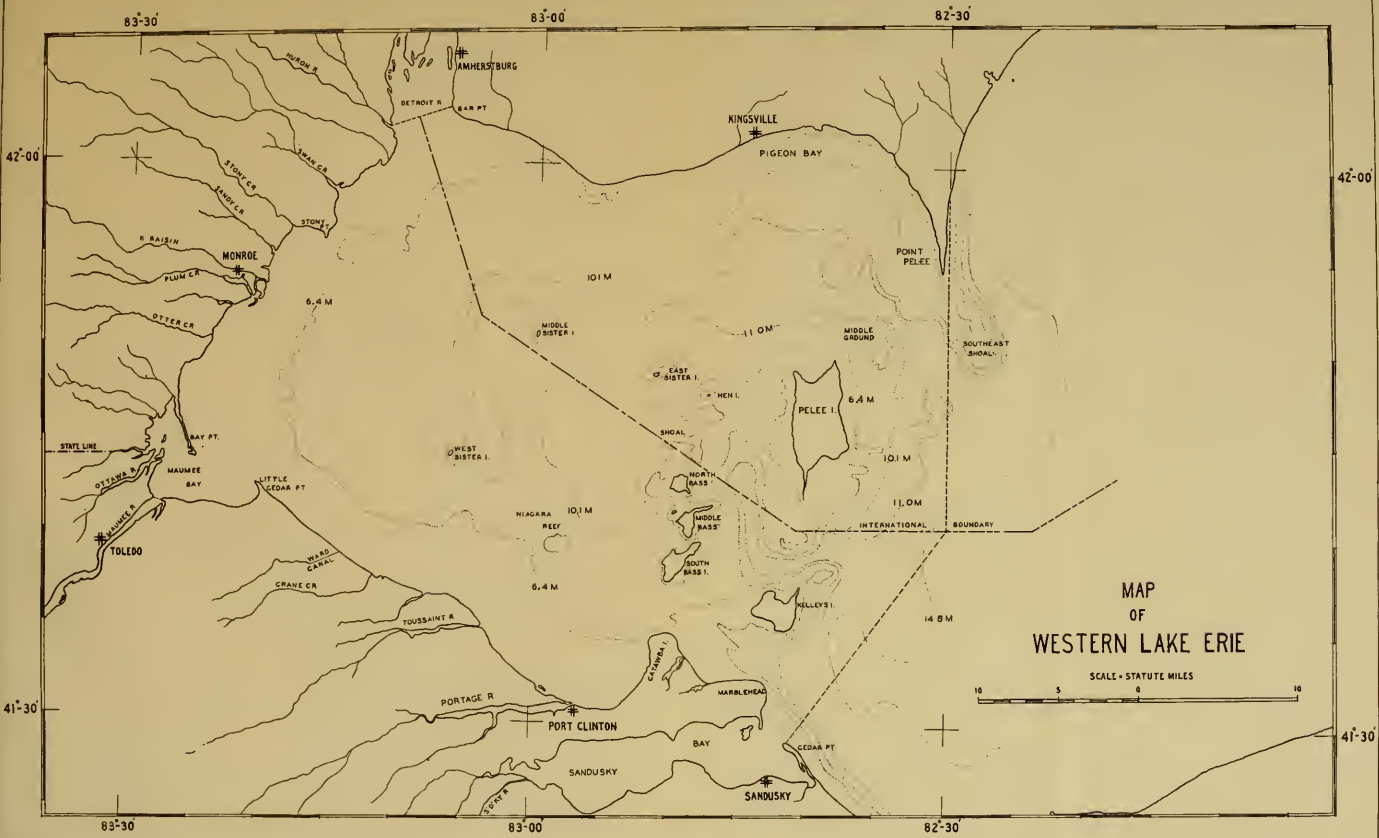 83°-30'
83°-00'
82°-30'
HURON R
AMHERSTBURG
DETROIT R
BAR PT
KINGSVILLE
PIGEON BAY
42°-00'
42°-00'
SWAN CR
STONY CR
SANDY CR
STONY PT.
R RAISIN
MONROE
PLUM CR
OTTER CR
POINT
PELEE
10.1 M
6.4 M
MIDDLE
SISTER I
11.0M
MIDDLE
GROUND
SOUTHEAST
SHOAL
EAST
SISTER I.
HEN I.
PELEE I.
6.4 M
SHOAL
STATE LINE
BAY PT.
WEST
SISTER I.
10.1 M
OTTAWA R
MAUMEE
BAY
LITTLE
CEDAR PT
NORTH
BASS
MAUMEE R
TOLEDO
NIAGARA
REEF
10.1 M
MIDDLE
BASS
11.0M
INTERNATIONAL BOUNDARY
WARD
CANAL
CRANE CR
SOUTH
BASS I.
6.4 M
KELLEYS I.
TOUSSAINT R
14.6 M
MAP
OF
WESTERN LAKE ERIE
SCALE = STATUTE MILES
10 5 0 10
CATAWBA I.
MARBLEHEAD
PORTAGE R
PORT CLINTON
41°-30'
41°-30'
BAY
CEDAR PT
SANDUSKY
SANDUSKY
S'D'KY R
83°-30'
83°-00'
82°-30'